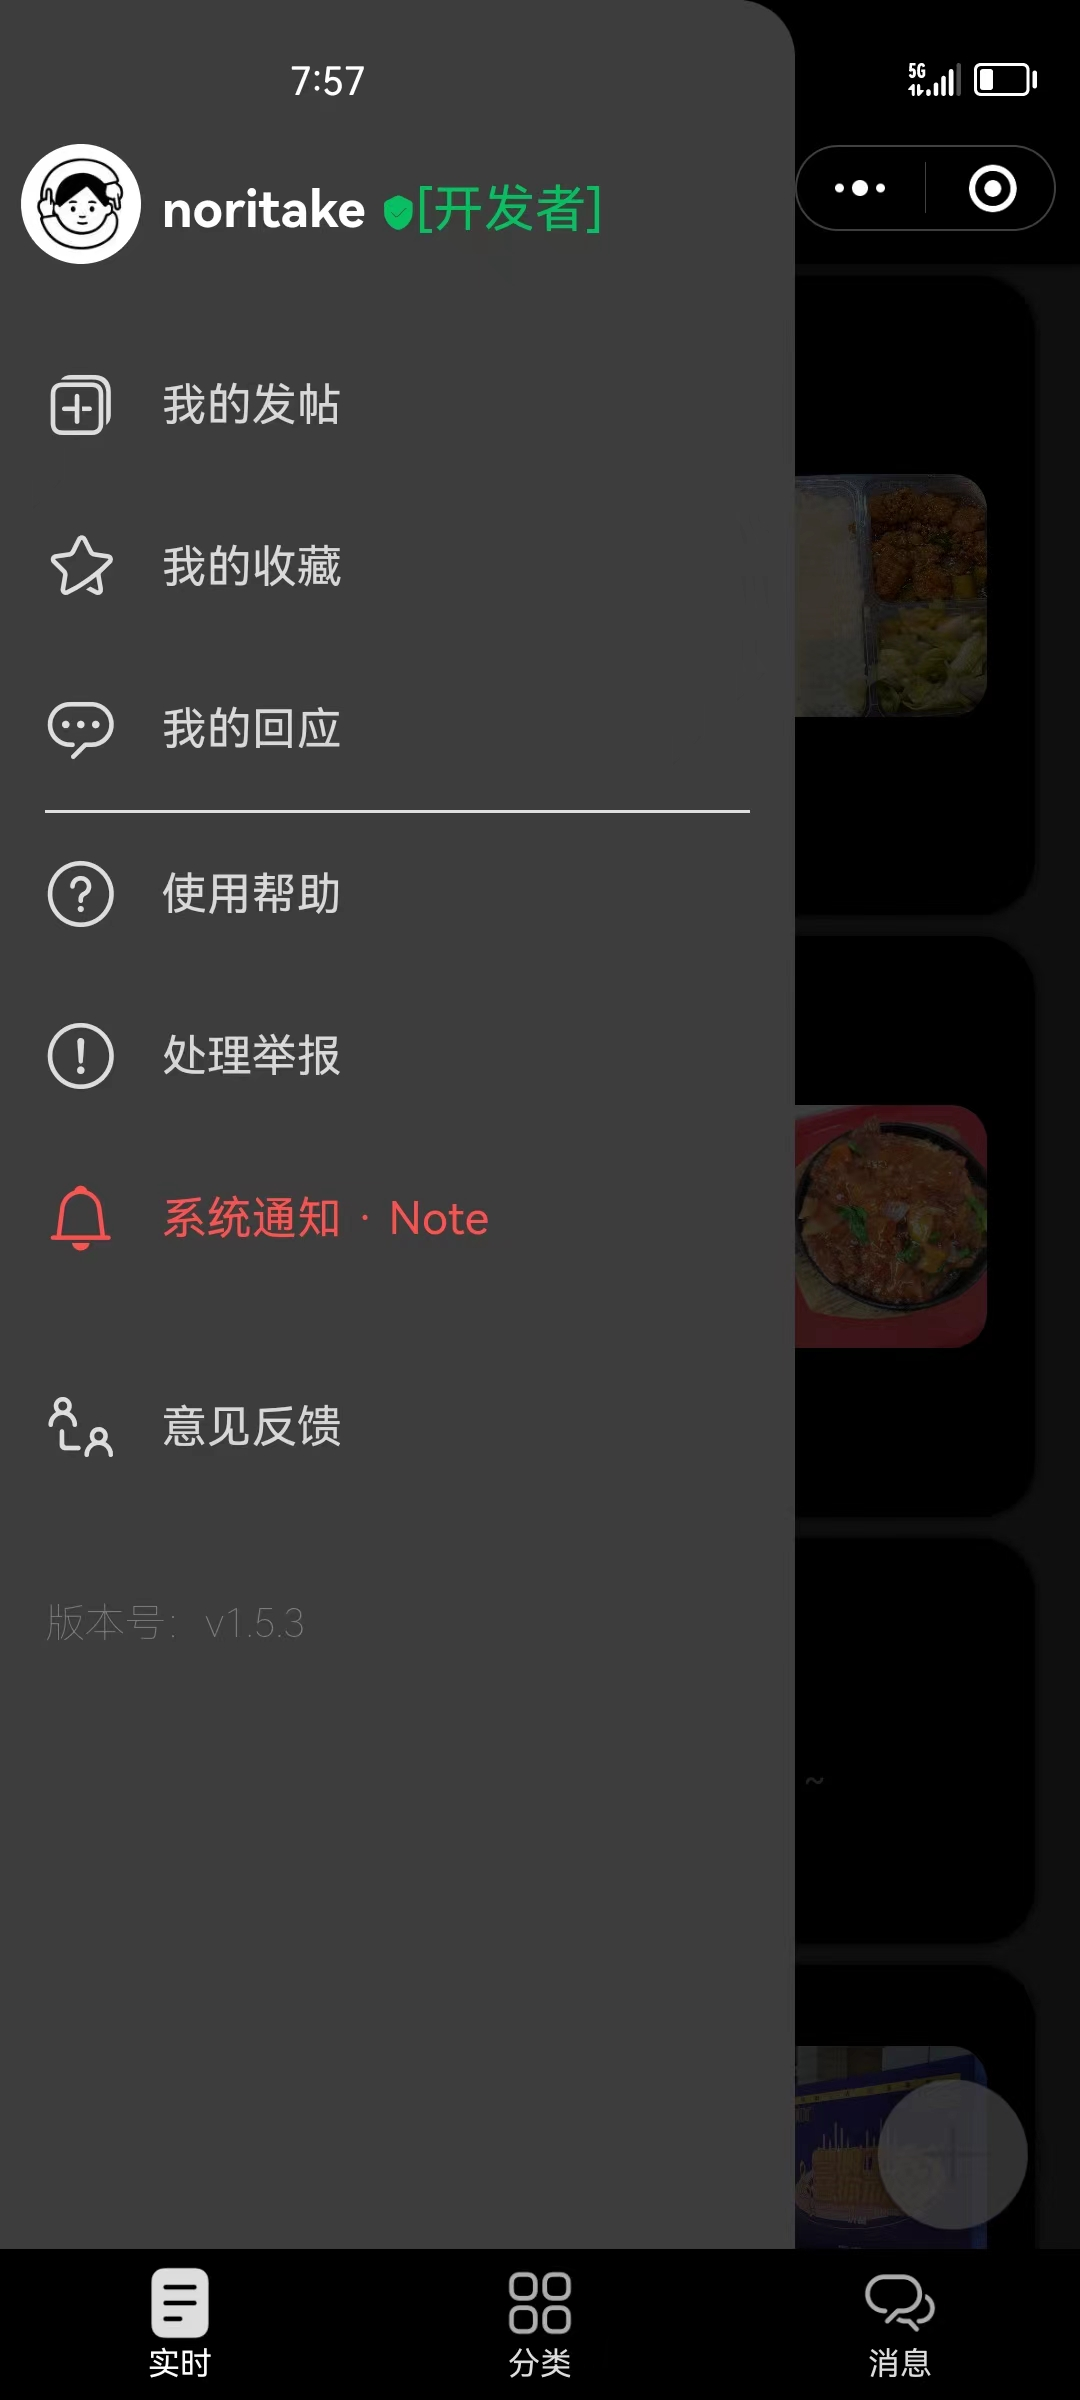 7:57
5G
noritake [开发者]
我的发帖
我的收藏
我的回应
使用帮助
处理举报
系统通知 · Note
意见反馈
版本号：v1.5.3
~
实时
分类
消息